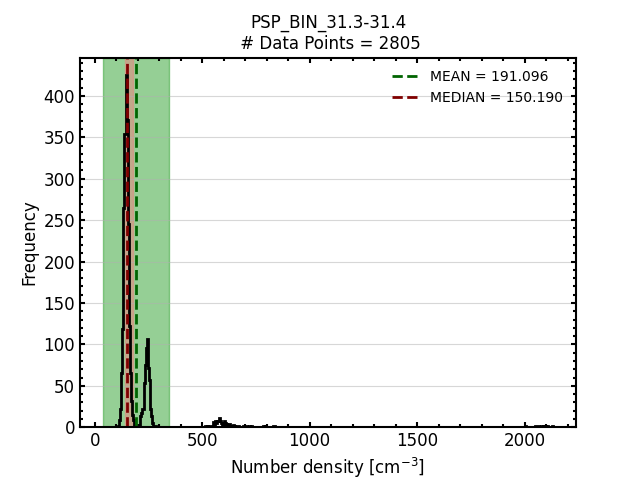 PSP_BIN_31.3-31.4
# Data Points = 2805
MEAN = 191.096
MEDIAN = 150.190
400
350
300
250
200
150
100
50
0
Frequency
0 500 1000 1500 2000
Number density [cm⁻³]